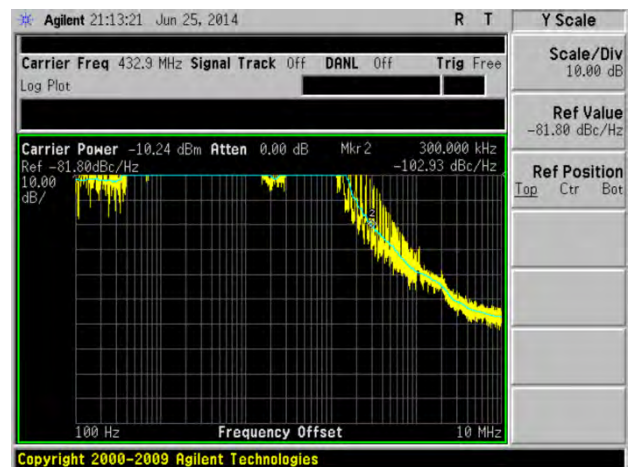 Agilent 21:13:21 Jun 25, 2014 R T
Y Scale
Carrier Freq 432.9 MHz Signal Track Off DANL Off Trig Free
Log Plot
Carrier Power -10.24 dBm Atten 0.00 dB Mkr2 300.000 kHz
Ref -81.80dBc/Hz -102.93 dBc/Hz
10.00
dB/
2
100 Hz Frequency Offset 10 MHz
Scale/Div
10.00 dB
Ref Value
-81.80 dBc/Hz
Ref Position
Top Ctr Bot
Copyright 2000-2009 Agilent Technologies